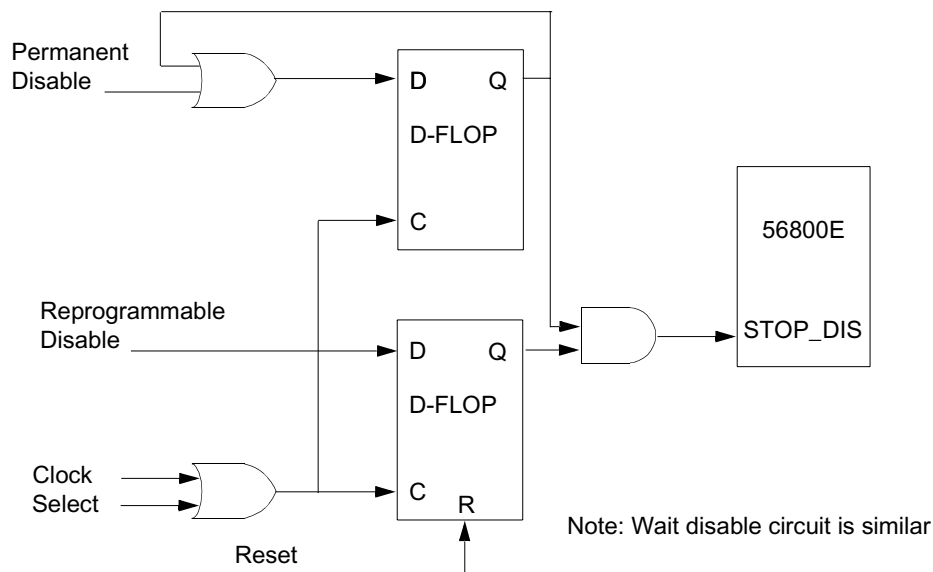 Permanent
Disable
D
Q
D-FLOP
C
56800E
STOP_DIS
Reprogrammable
Disable
D
Q
D-FLOP
C
R
Clock
Select
Reset
Note: Wait disable circuit is similar